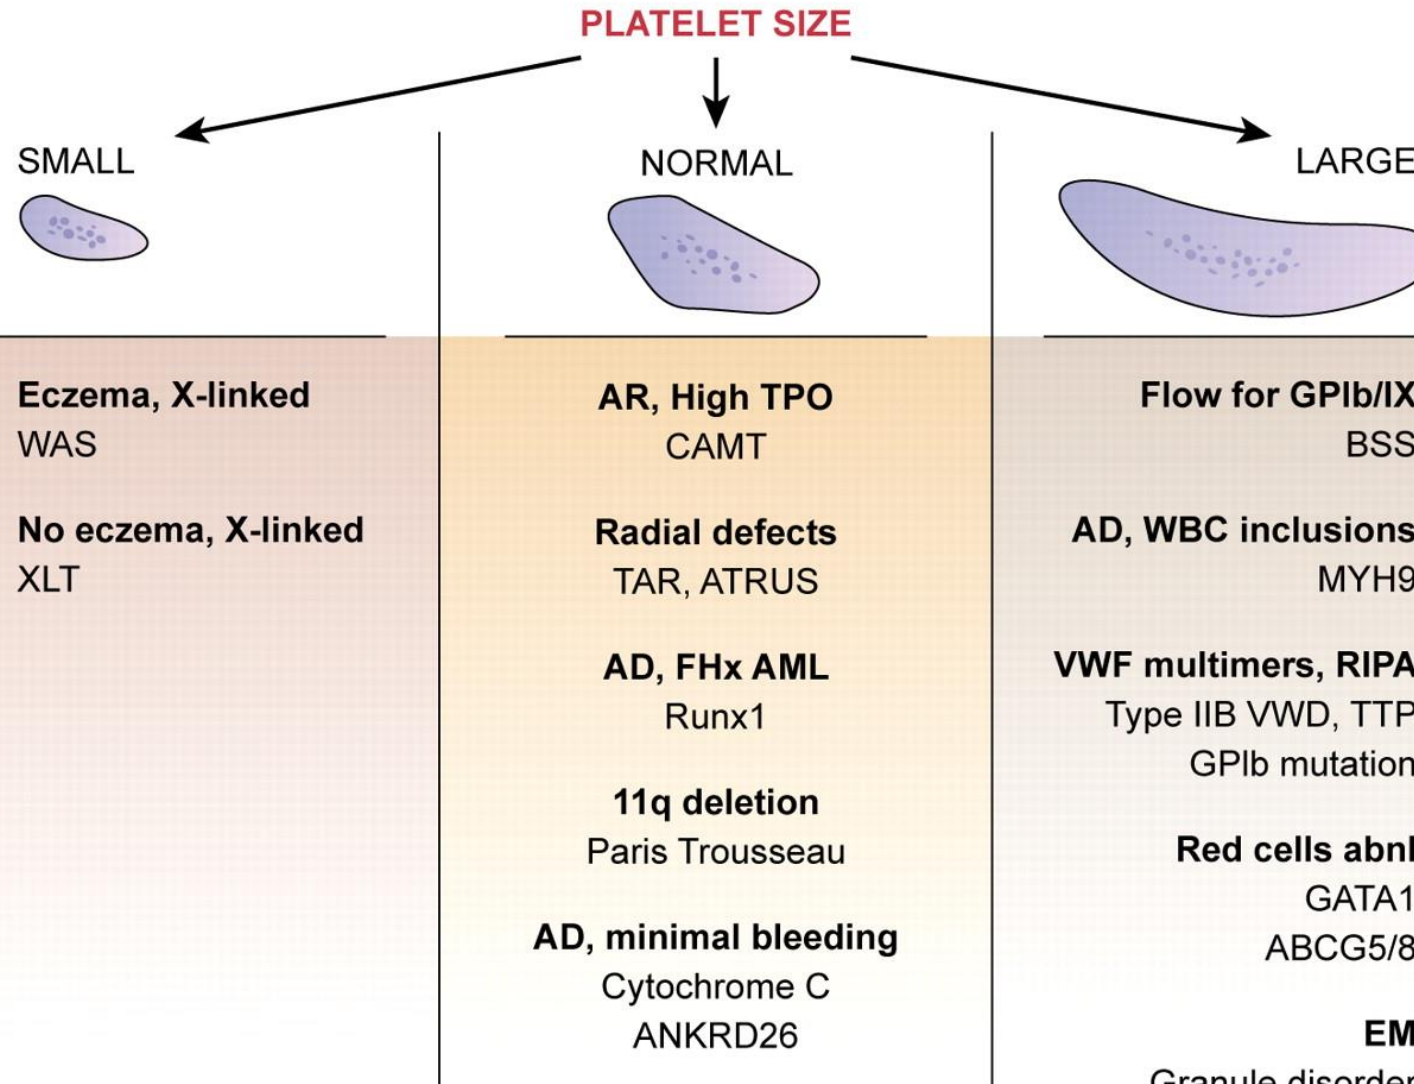 PLATELET SIZE
SMALL
Eczema, X-linked
WAS
No eczema, X-linked
XLT
NORMAL
AR, High TPO
CAMT
Radial defects
TAR, ATRUS
AD, FHx AML
Runx1
11q deletion
Paris Trousseau
AD, minimal bleeding
Cytochrome C
ANKRD26
LARGE
Flow for GPIb/IX
BSS
AD, WBC inclusions
MYH9
VWF multimers, RIPA
Type IIB VWD, TTP
GPIb mutation
Red cells abnl
GATA1
ABCG5/8
EM
Granule disorder